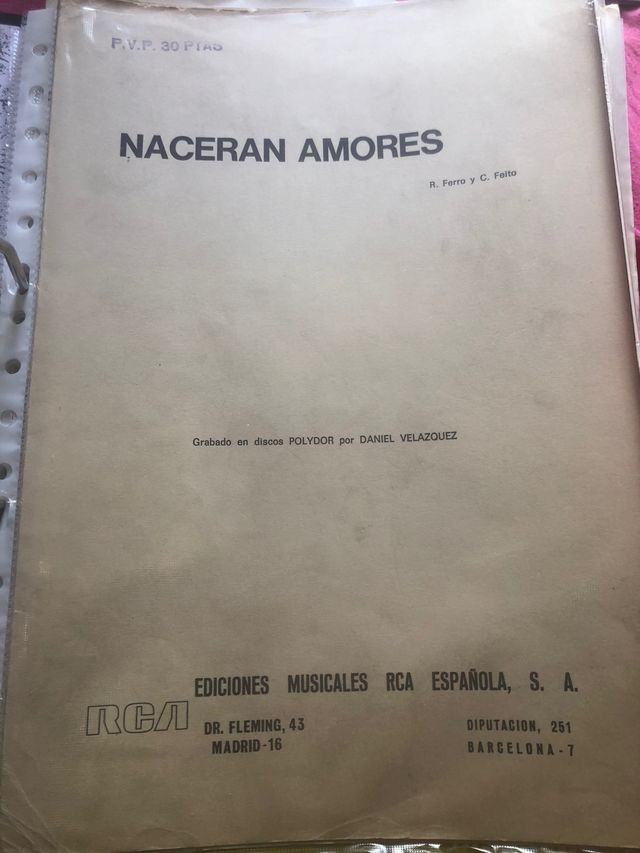 P.V.P. 30 PTAS
NACERAN AMORES
R. Ferro y C. Feito
Grabado en discos POLYDOR por DANIEL VELAZQUEZ
EDICIONES MUSICALES RCA ESPAÑOLA, S. A.
RCA
DR. FLEMING, 43
MADRID-16
DIPUTACION, 251
BARCELONA - 7